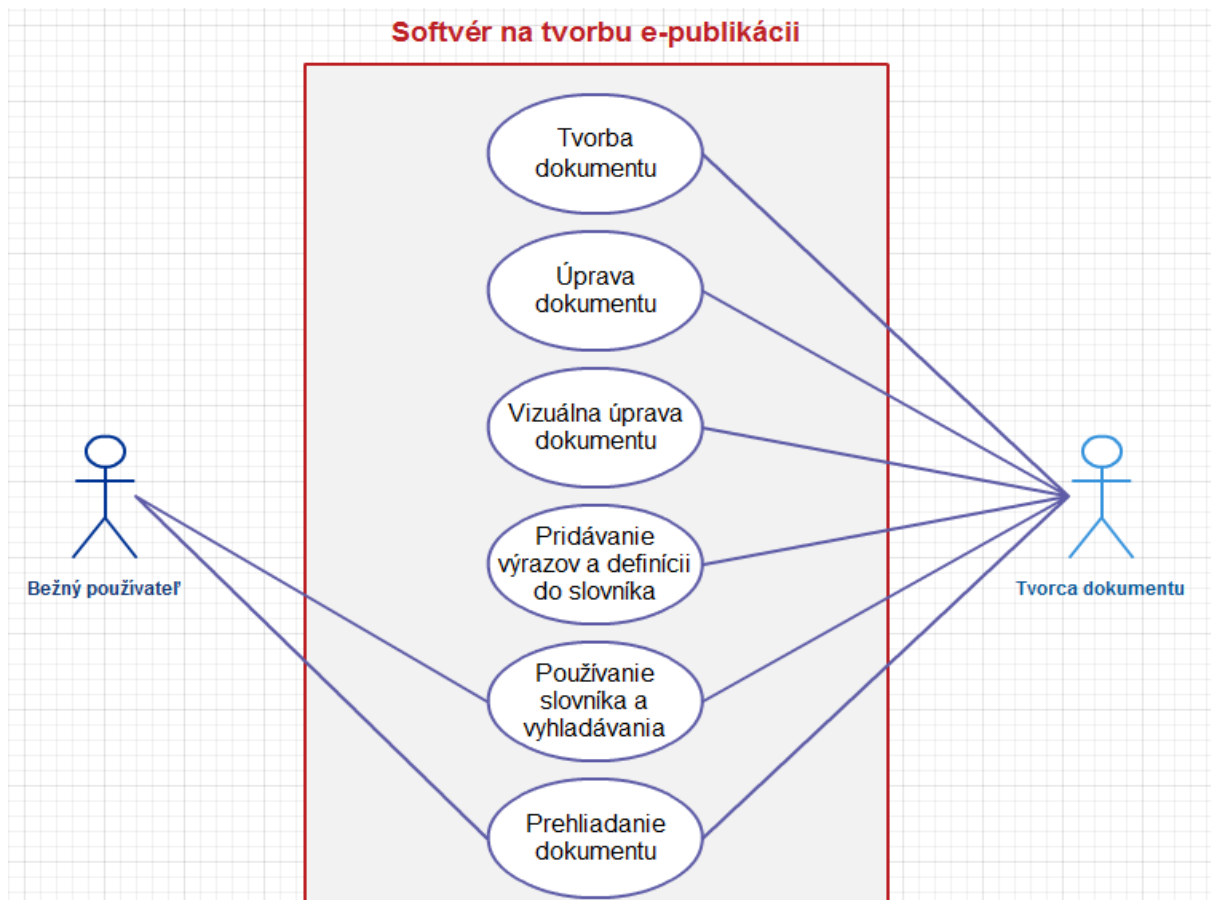 Softvér na tvorbu e-publikácii
Tvorba
dokumentu
Úprava
dokumentu
Vizuálna úprava
dokumentu
Pridávanie
výrazov a definícii
do slovníka
Používanie
slovníka a
vyhladávania
Prehliadanie
dokumentu
Bežný používateľ
Tvorca dokumentu